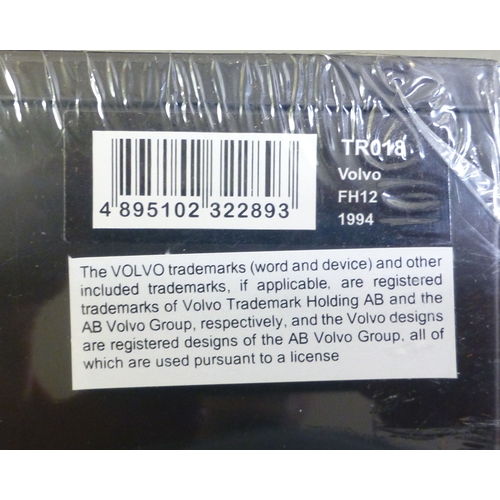 TR018
Volvo
FH12
1994
4 895102 322893
The VOLVO trademarks (word and device) and other
included trademarks, if applicable, are registered
trademarks of Volvo Trademark Holding AB and the
AB Volvo Group, respectively, and the Volvo designs
are registered designs of the AB Volvo Group, all of
which are used pursuant to a license